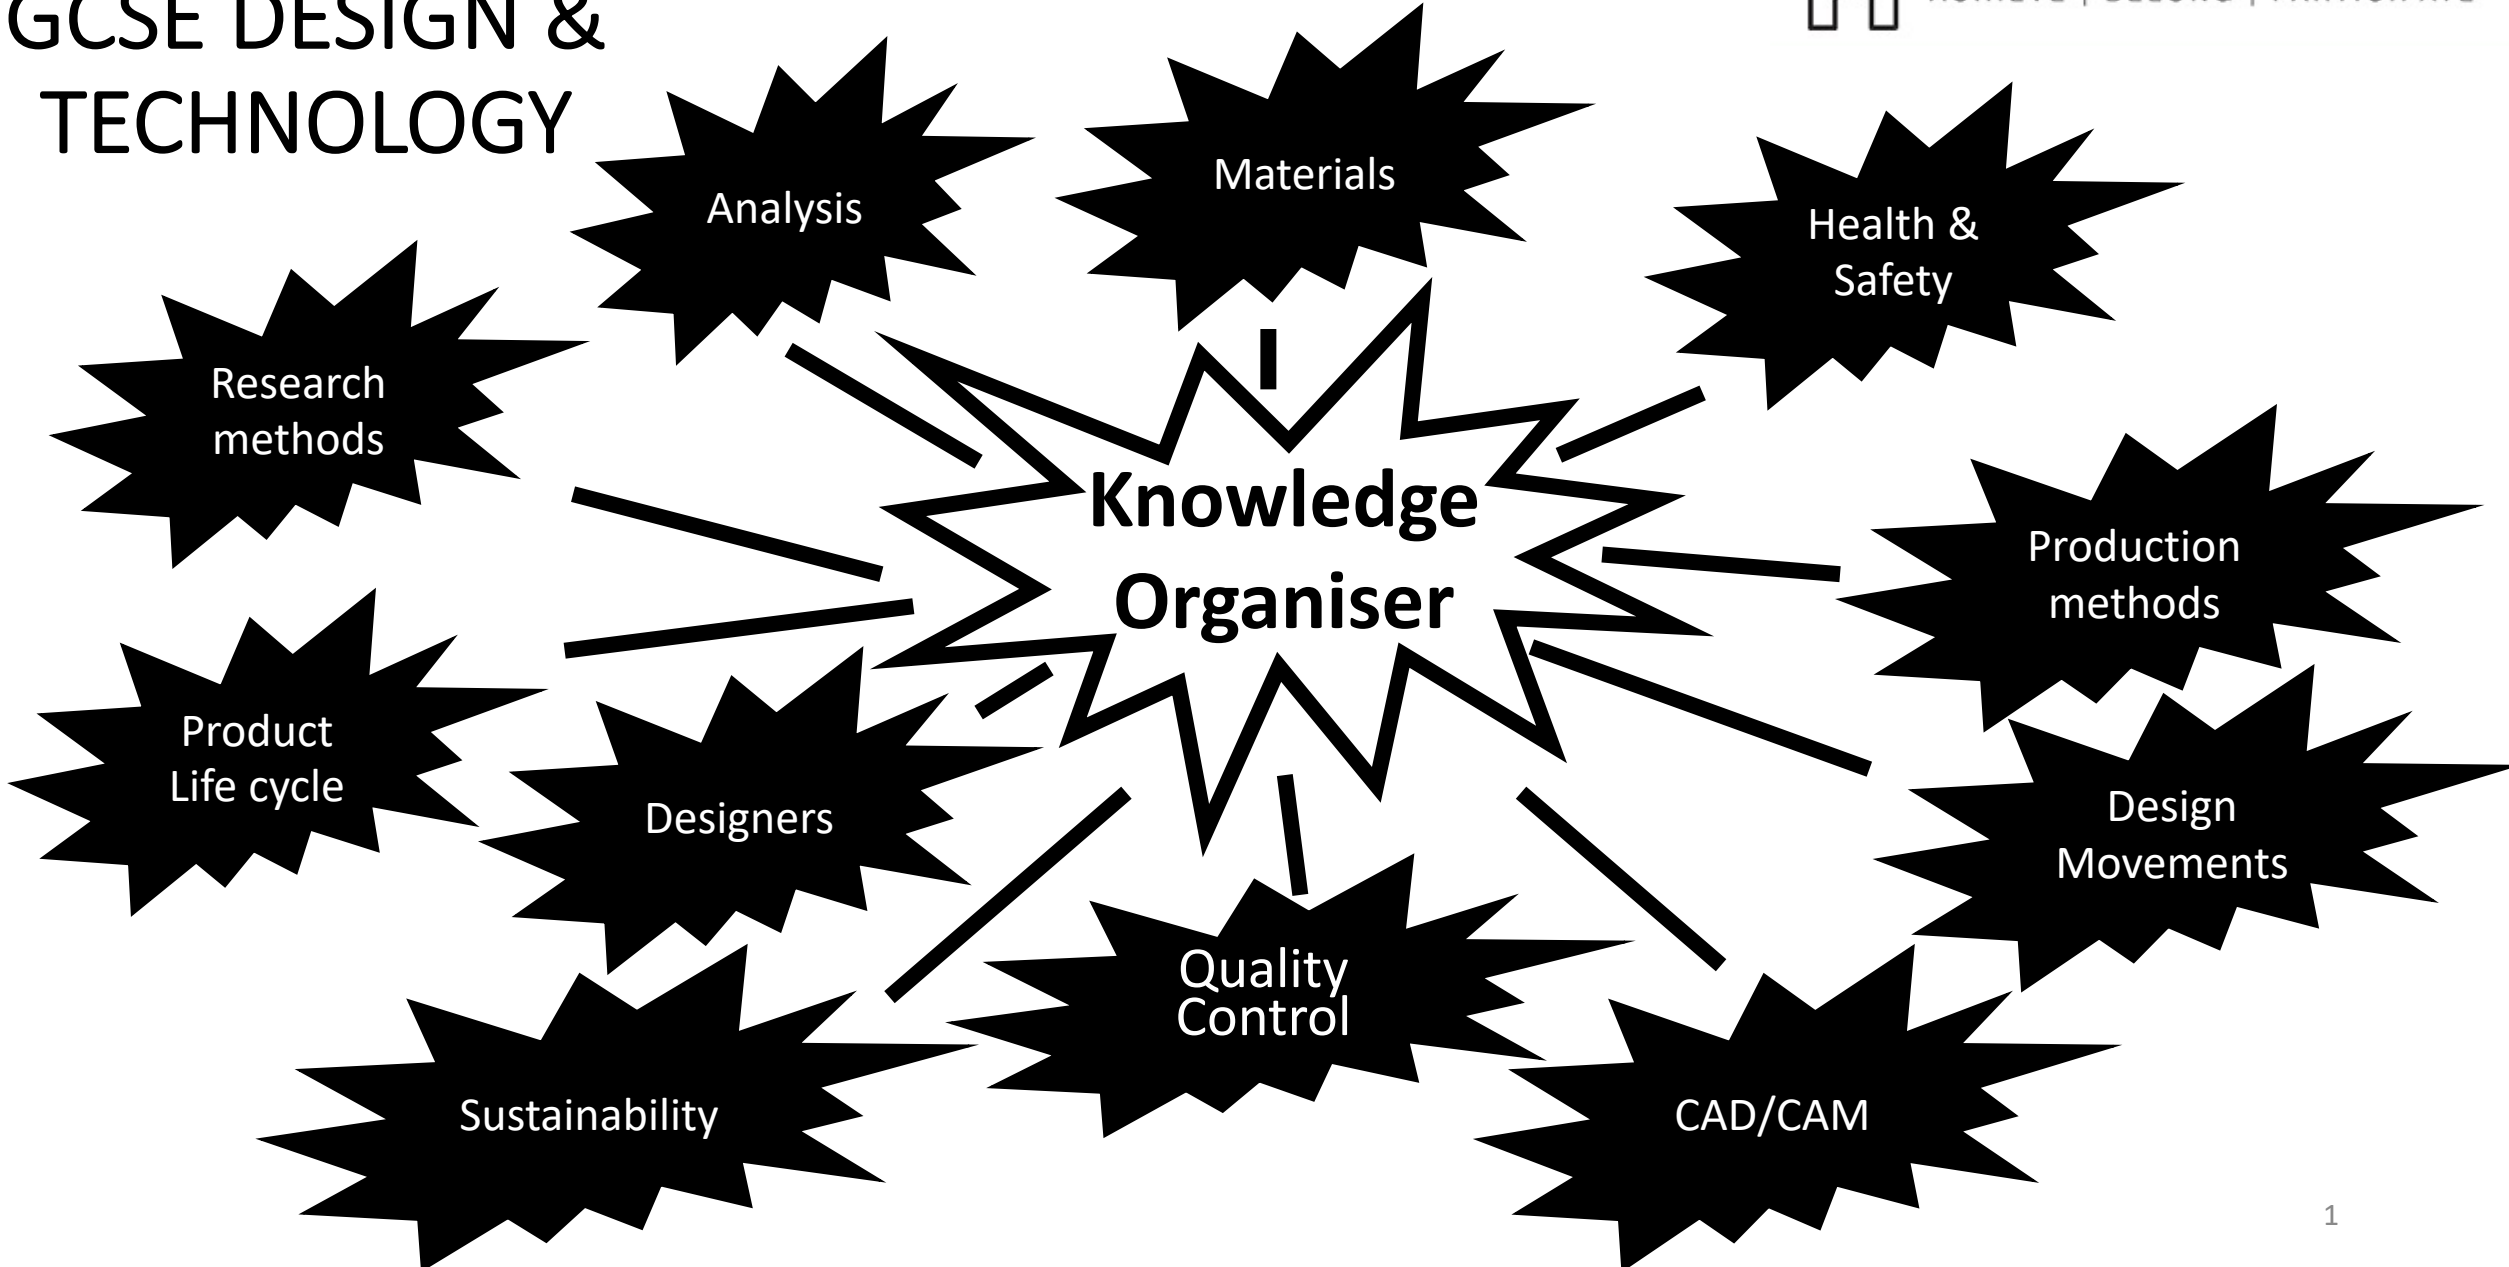 GCSE DESIGN &
TECHNOLOGY
Analysis
Materials
Health &
Safety
Research
methods
Knowledge
Organiser
Production
methods
Product
Life cycle
Designers
Design
Movements
Quality
Control
Sustainability
CAD/CAM
1